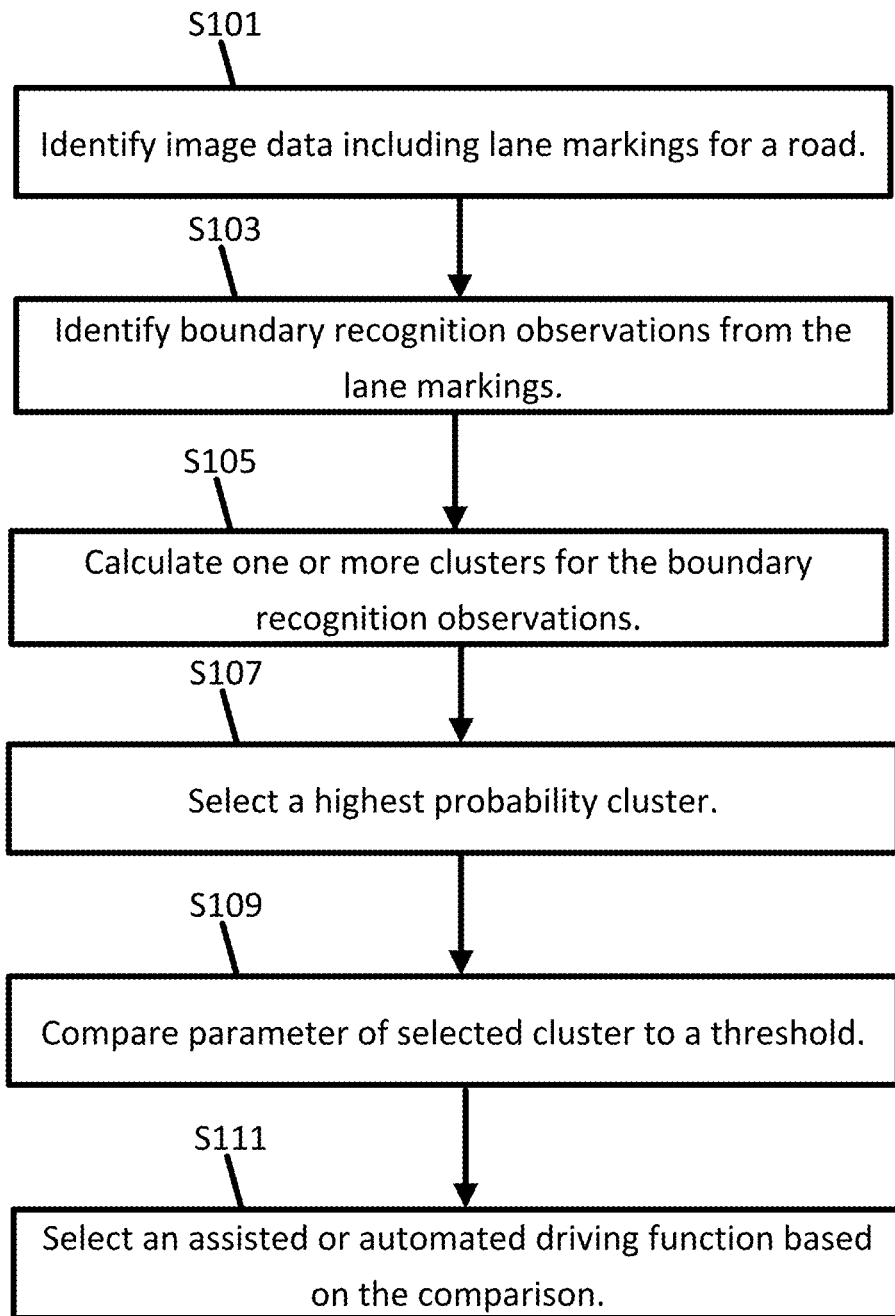 S101
Identify image data including lane markings for a road.
S103
Identify boundary recognition observations from the
lane markings.
S105
Calculate one or more clusters for the boundary
recognition observations.
S107
Select a highest probability cluster.
S109
Compare parameter of selected cluster to a threshold.
S111
Select an assisted or automated driving function based
on the comparison.